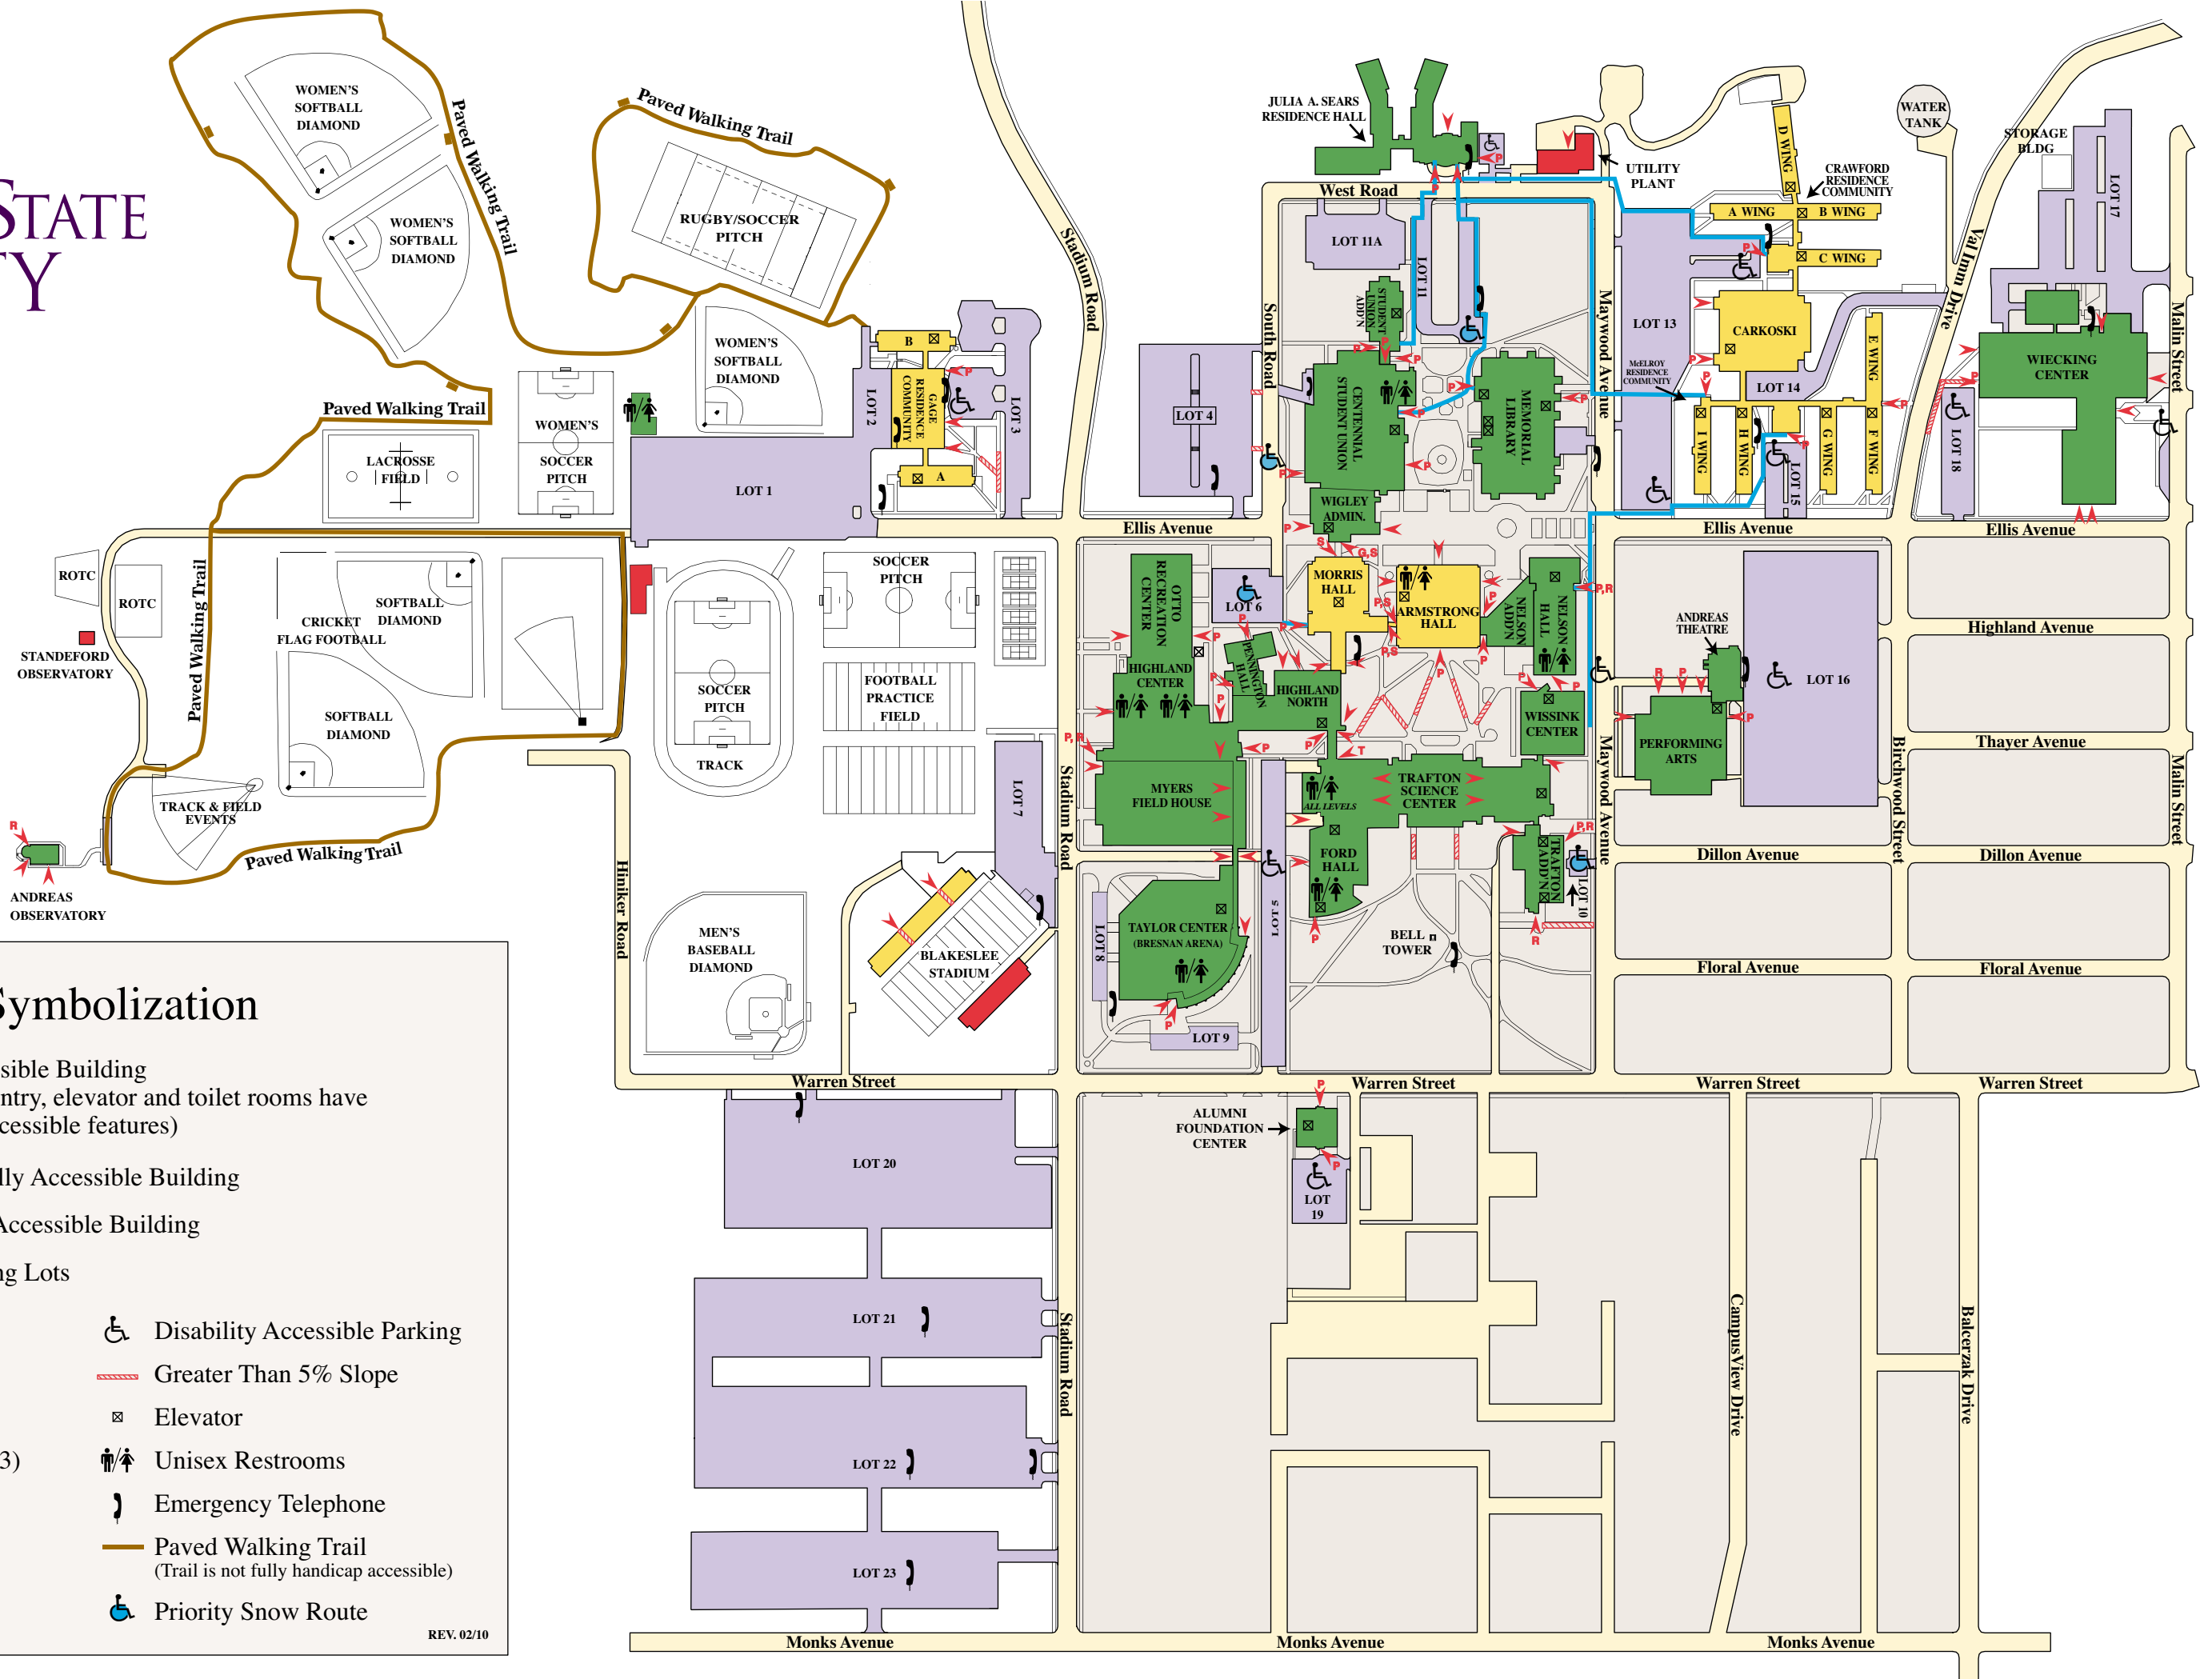 STATE
TY
WOMEN'S
SOFTBALL
DIAMOND
WOMEN'S
SOFTBALL
DIAMOND
Paved Walking Trail
Paved Walking Trail
RUGBY/SOCCER
PITCH
WOMEN'S
SOFTBALL
DIAMOND
Paved Walking Trail
LACROSSE
FIELD
WOMEN'S
SOCCER
PITCH
LOT 1
LOT 2
LOT 3
B
GAGE
RESIDENCE
COMMUNITY
A
Stadium Road
JULIA A. SEARS
RESIDENCE HALL
UTILITY
PLANT
West Road
LOT 11A
LOT 11
STUDENT
UNION
ADD'N
South Road
LOT 4
CENTENNIAL
STUDENT UNION
MEMORIAL
LIBRARY
WIGLEY
ADMIN.
Maywood Avenue
LOT 13
D WING
CRAWFORD
RESIDENCE
COMMUNITY
A WING
B WING
C WING
CARKOSKI
McELROY
RESIDENCE
COMMUNITY
LOT 14
E WING
I WING
H WING
LOT 15
G WING
F WING
WATER
TANK
Val Imm Drive
STORAGE
BLDG
LOT 17
WIECKING
CENTER
LOT 18
Malin Street
Ellis Avenue
Ellis Avenue
Ellis Avenue
ROTC
ROTC
STANDEFORD
OBSERVATORY
Paved Walking Trail
CRICKET
FLAG FOOTBALL
SOFTBALL
DIAMOND
SOFTBALL
DIAMOND
TRACK & FIELD
EVENTS
Paved Walking Trail
R
ANDREAS
OBSERVATORY
SOCCER
PITCH
TRACK
SOCCER
PITCH
FOOTBALL
PRACTICE
FIELD
LOT 7
Stadium Road
Hiniker Road
MEN'S
BASEBALL
DIAMOND
BLAKESLEE
STADIUM
OTTO
RECREATION
CENTER
HIGHLAND
CENTER
LOT 6
PENNINGTON
HALL
HIGHLAND
NORTH
MYERS
FIELD HOUSE
MORRIS
HALL
ARMSTRONG
HALL
S
G,S
P,S
P,S
P,R
P,R
T
NELSON
ADD'N
NELSON
HALL
WISSINK
CENTER
TRAFTON
SCIENCE
CENTER
ALL LEVELS
FORD
HALL
TRAFTON
ADD'N
P,R
LOT 10
R
BELL
TOWER
LOT 5
LOT 8
TAYLOR CENTER
(BRESNAN ARENA)
LOT 9
P
ANDREAS
THEATRE
R
P
PERFORMING
ARTS
LOT 16
Maywood Avenue
Birchwood Street
Malin Street
Highland Avenue
Thayer Avenue
Dillon Avenue
Dillon Avenue
Floral Avenue
Floral Avenue
Warren Street
Warren Street
Warren Street
Warren Street
ALUMNI
FOUNDATION
CENTER
P
P
LOT
19
LOT 20
LOT 21
LOT 22
LOT 23
Stadium Road
CampusView Drive
Balcerzak Drive
Monks Avenue
Monks Avenue
Monks Avenue
Symbolization
sible Building
ntry, elevator and toilet rooms have
cessible features)
lly Accessible Building
Accessible Building
ng Lots
Disability Accessible Parking
Greater Than 5% Slope
Elevator
3)
Unisex Restrooms
Emergency Telephone
Paved Walking Trail
(Trail is not fully handicap accessible)
Priority Snow Route
REV. 02/10